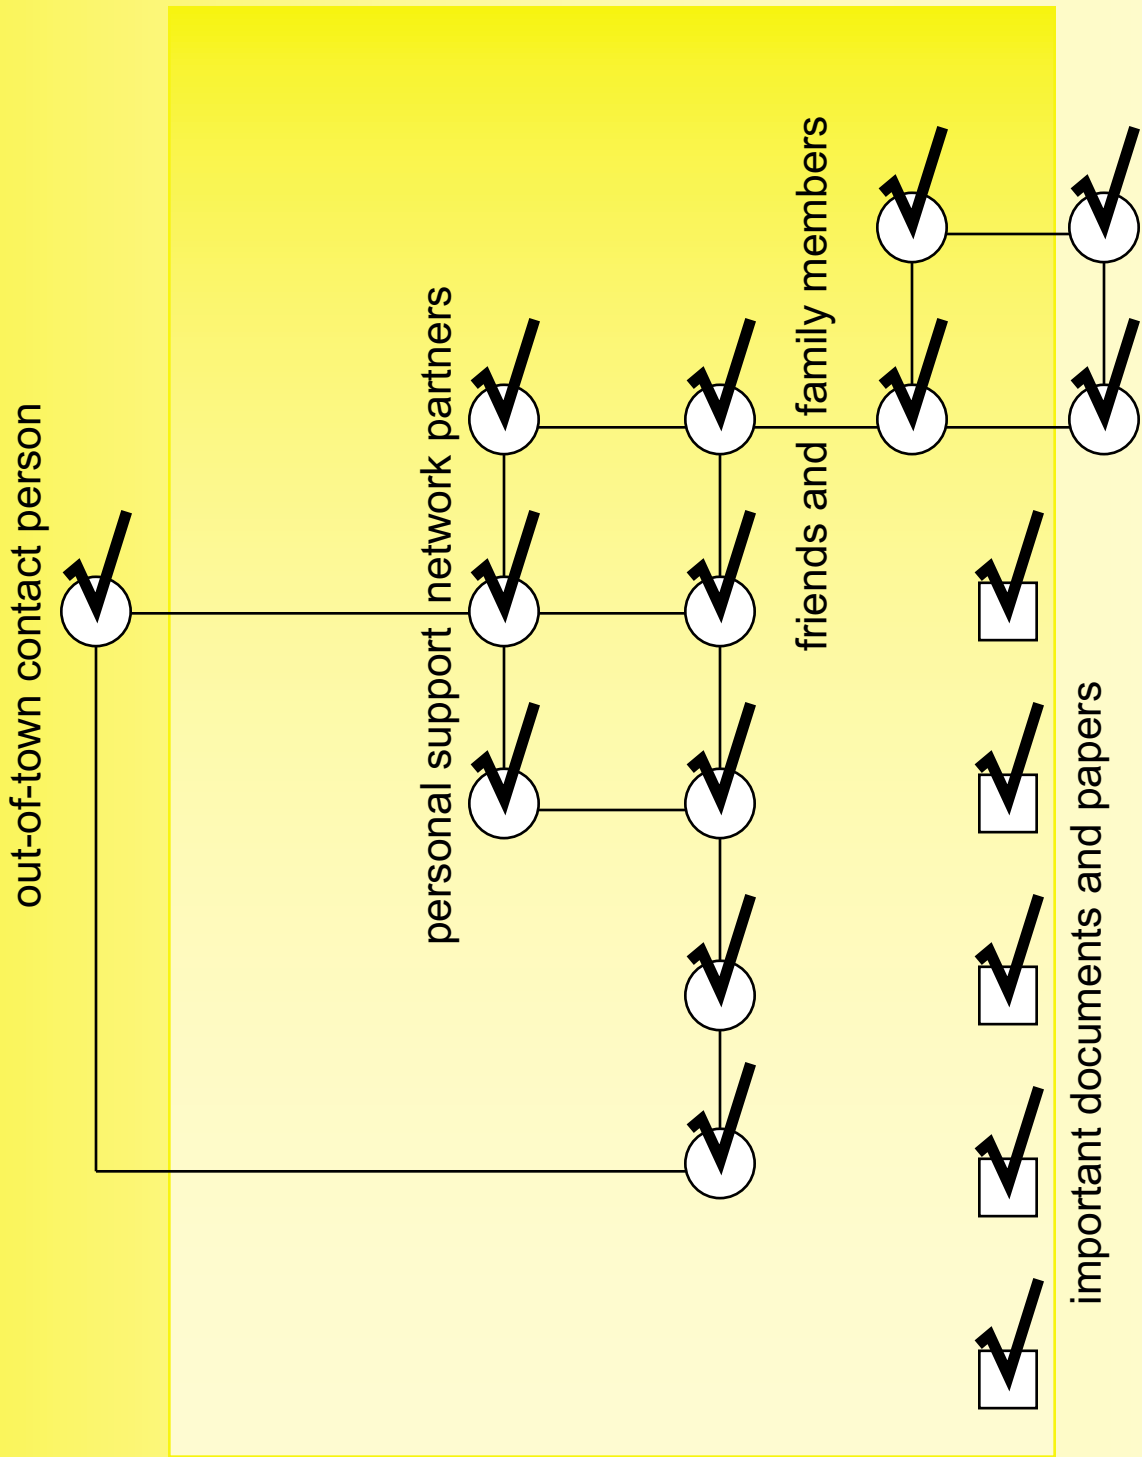 out-of-town contact person
personal support  network partners
friends and  family members
important documents and papers